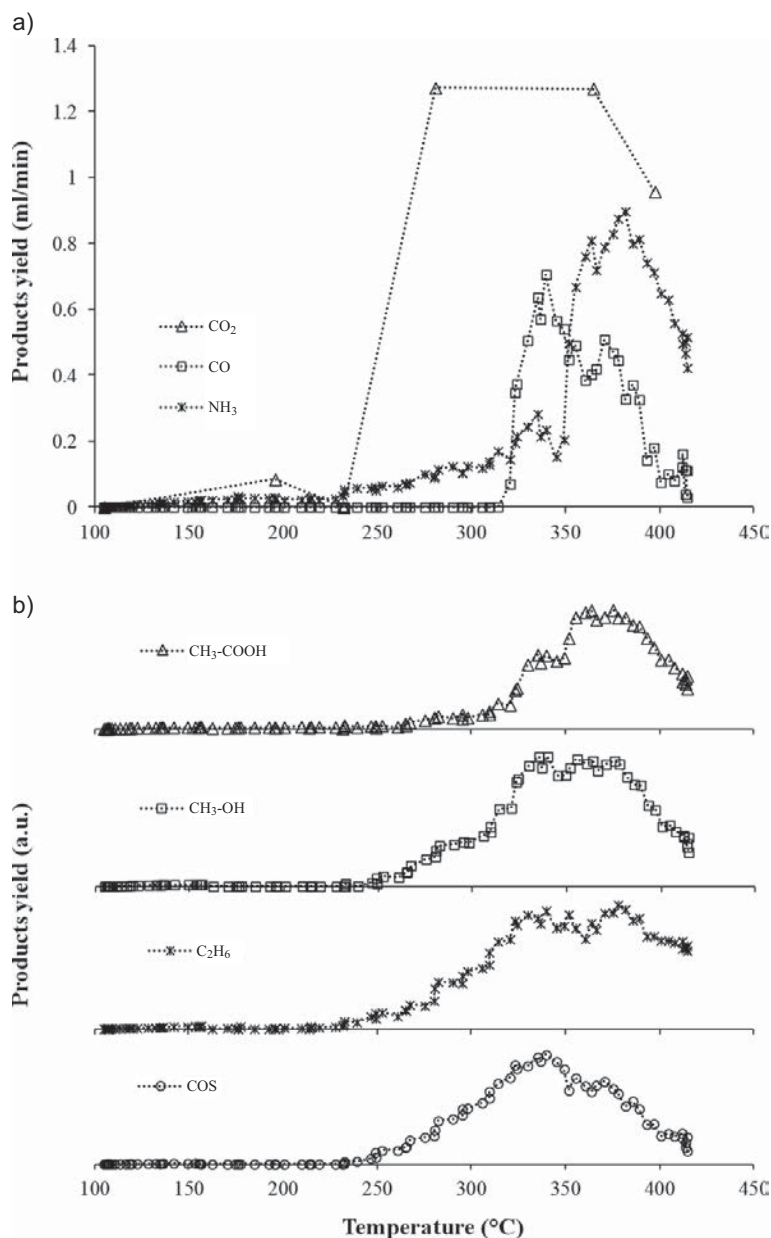 a)
1.4
1.2
1
0.8
0.6
0.4
0.2
0
Products yield (ml/min)
CO₂
CO
NH₃
100 150 200 250 300 350 400 450
b)
CH₃-COOH
CH₃-OH
C₂H₆
COS
Products yield (a.u.)
100 150 200 250 300 350 400 450
Temperature (°C)